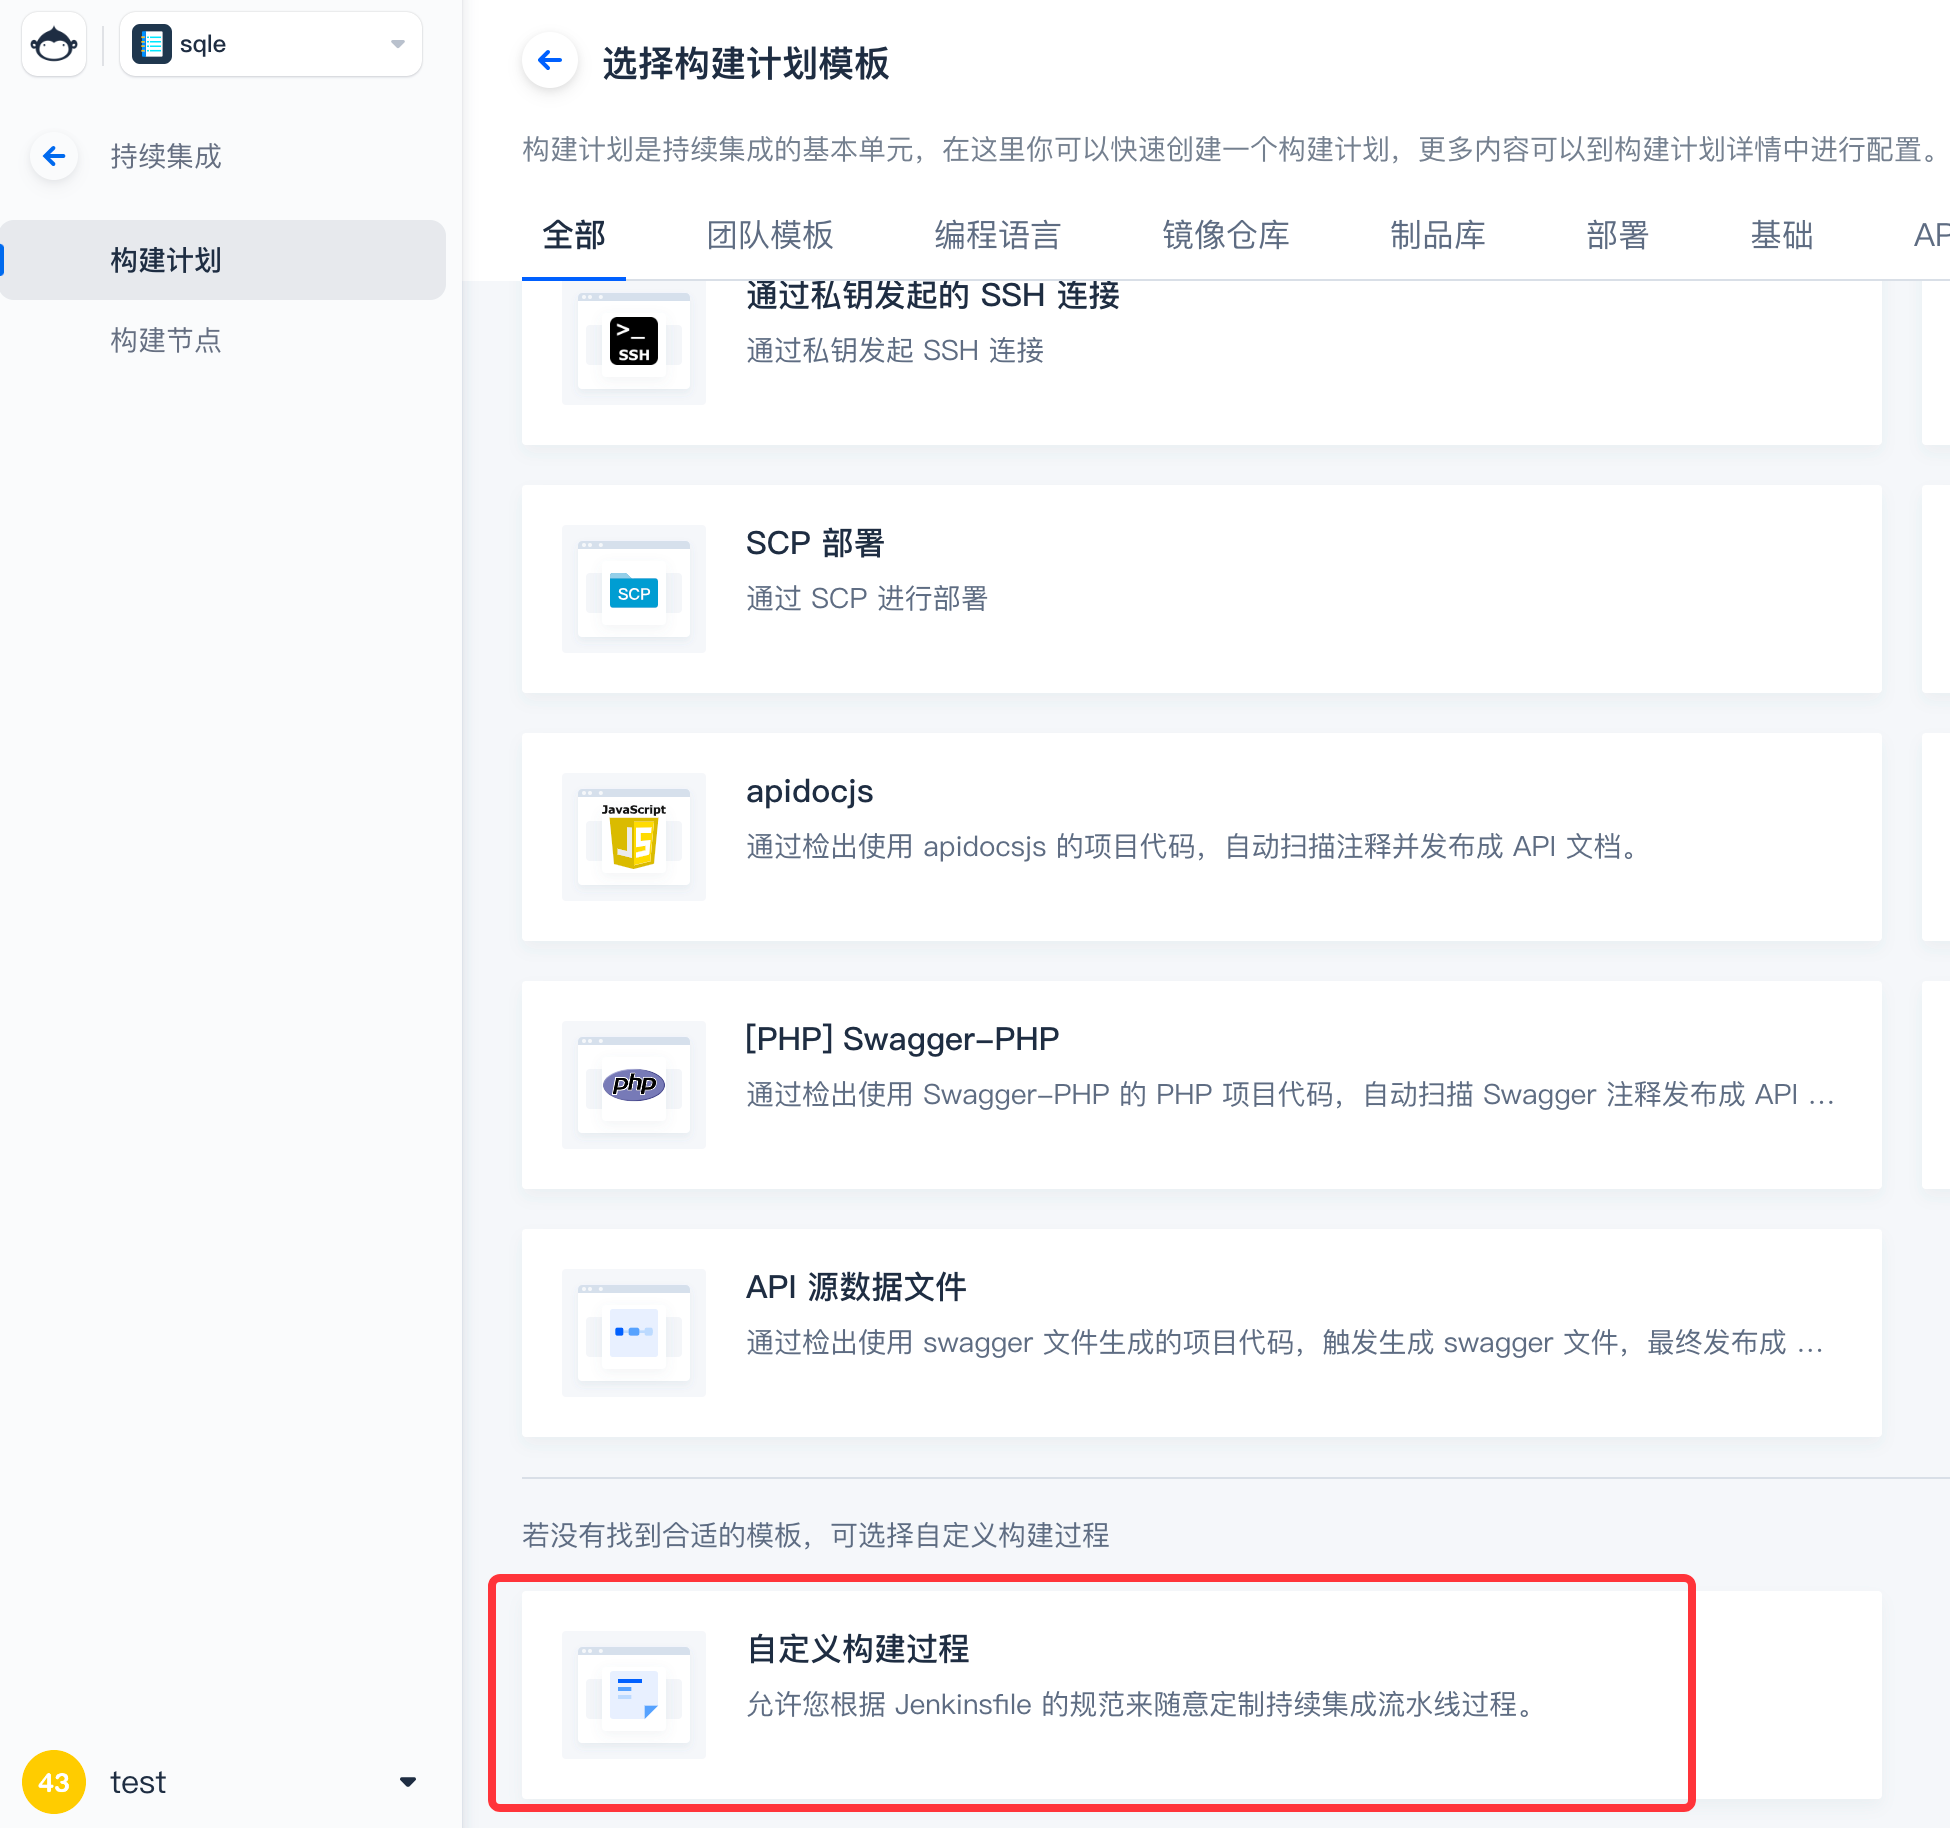 sqle
持续集成
构建计划
构建节点
选择构建计划模板
构建计划是持续集成的基本单元，在这里你可以快速创建一个构建计划，更多内容可以到构建计划详情中进行配置。
全部 团队模板 编程语言 镜像仓库 制品库 部署 基础 AP
通过私钥发起的 SSH 连接
>_
SSH
通过私钥发起 SSH 连接
SCP 部署
SCP
通过 SCP 进行部署
apidocjs
JavaScript
JS
通过检出使用 apidocsjs 的项目代码，自动扫描注释并发布成 API 文档。
[PHP] Swagger-PHP
php
通过检出使用 Swagger-PHP 的 PHP 项目代码，自动扫描 Swagger 注释发布成 API ...
API 源数据文件
通过检出使用 swagger 文件生成的项目代码，触发生成 swagger 文件，最终发布成 ...
若没有找到合适的模板，可选择自定义构建过程
自定义构建过程
允许您根据 Jenkinsfile 的规范来随意定制持续集成流水线过程。
43 test